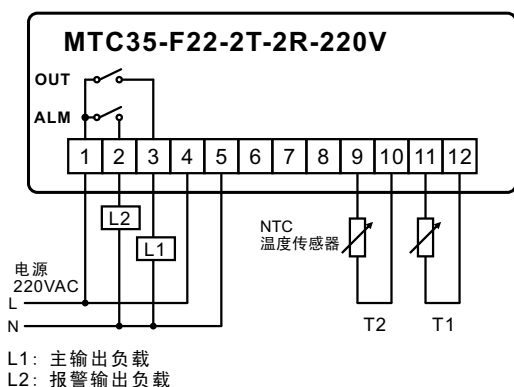 MTC35-F22-2T-2R-220V
OUT
ALM
1 2 3 4 5 6 7 8 9 10 11 12
L2
L1
NTC
温度传感器
电源
220VAC
L
N
T2 T1
L1: 主输出负载
L2: 报警输出负载